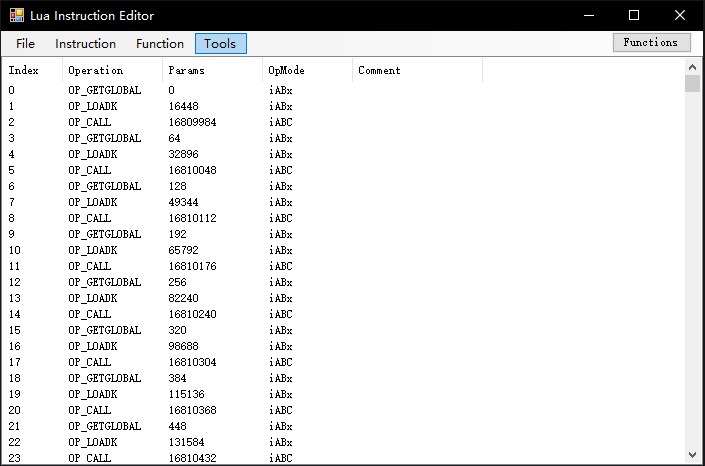 Lua Instruction Editor
File Instruction Function Tools Functions
Index Operation Params OpMode Comment
0 OP_GETGLOBAL 0 iABx
1 OP_LOADK 16448 iABx
2 OP_CALL 16809984 iABC
3 OP_GETGLOBAL 64 iABx
4 OP_LOADK 32896 iABx
5 OP_CALL 16810048 iABC
6 OP_GETGLOBAL 128 iABx
7 OP_LOADK 49344 iABx
8 OP_CALL 16810112 iABC
9 OP_GETGLOBAL 192 iABx
10 OP_LOADK 65792 iABx
11 OP_CALL 16810176 iABC
12 OP_GETGLOBAL 256 iABx
13 OP_LOADK 82240 iABx
14 OP_CALL 16810240 iABC
15 OP_GETGLOBAL 320 iABx
16 OP_LOADK 98688 iABx
17 OP_CALL 16810304 iABC
18 OP_GETGLOBAL 384 iABx
19 OP_LOADK 115136 iABx
20 OP_CALL 16810368 iABC
21 OP_GETGLOBAL 448 iABx
22 OP_LOADK 131584 iABx
23 OP_CALL 16810432 iABC